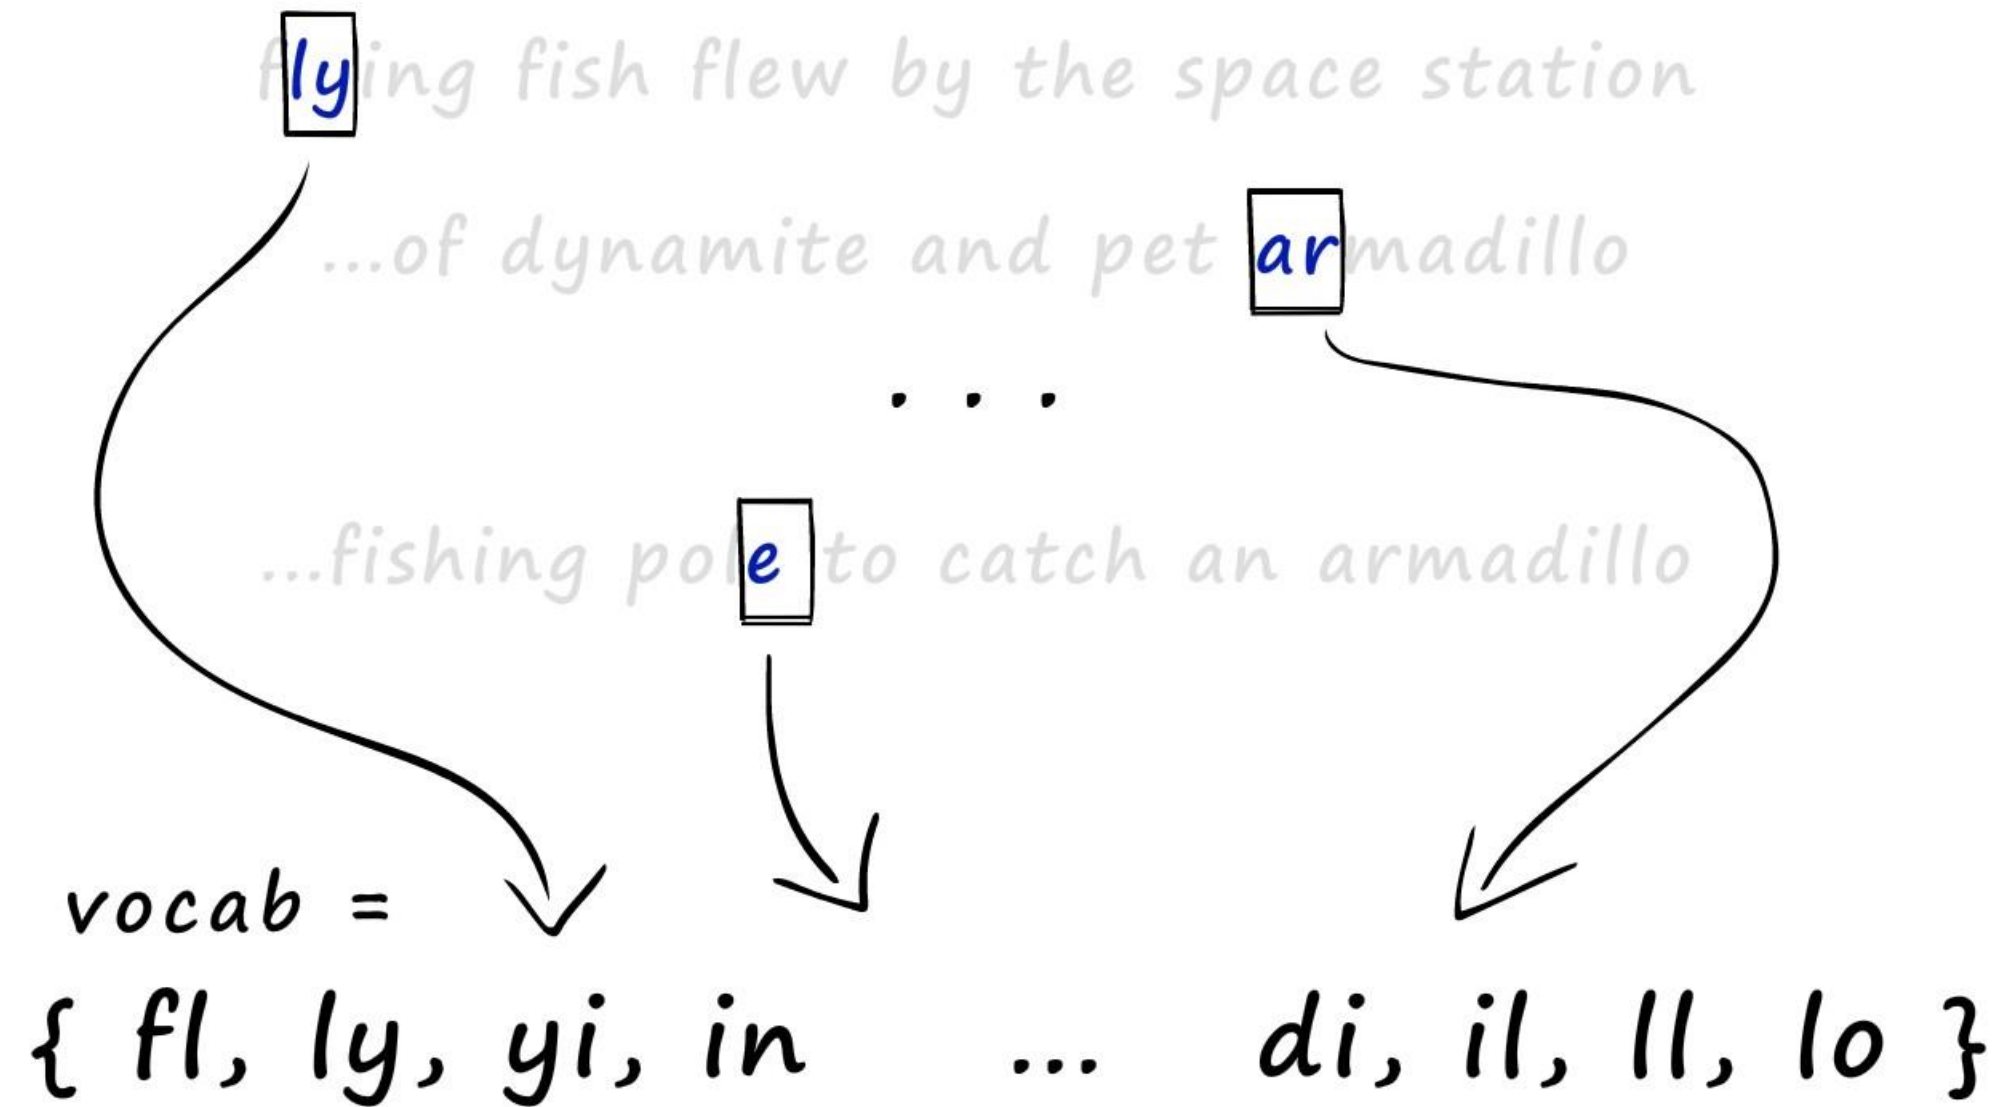 flying fish flew by the space station
...of dynamite and pet armadillo
. . .
...fishing pole to catch an armadillo
vocab =
{ fl, ly, yi, in ... di, il, ll, lo }